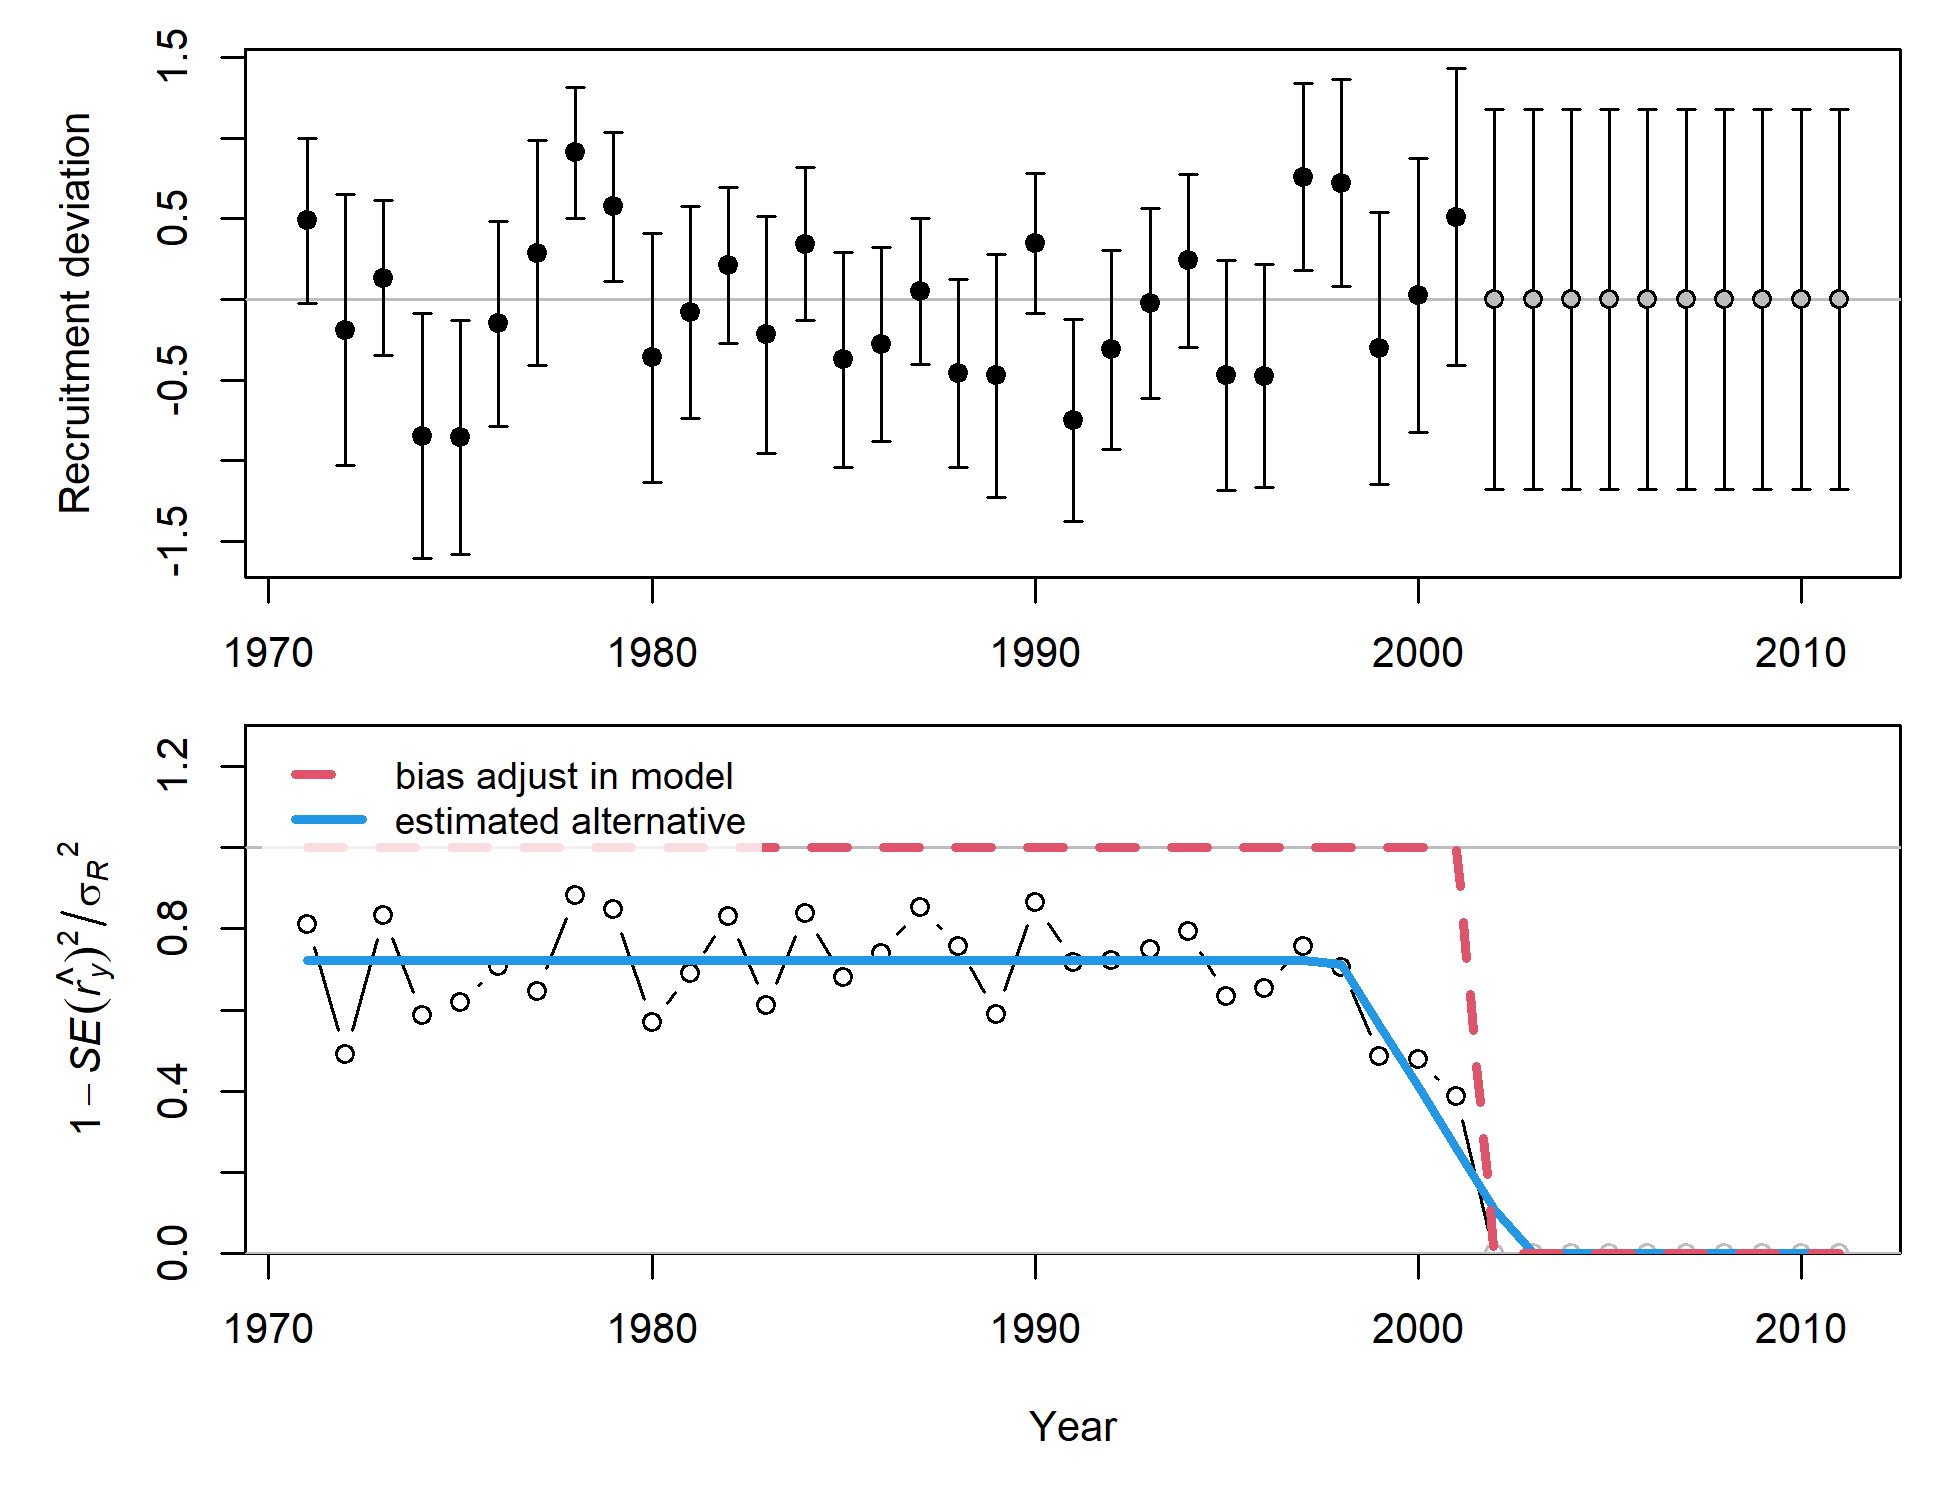 Recruitment deviation
1.5
0.5
-0.5
-1.5
1970 1980 1990 2000 2010
bias adjust in model
estimated alternative
1 − SE(r̂y)² / σR²
1.2
0.8
0.4
0.0
1970 1980 1990 2000 2010
Year